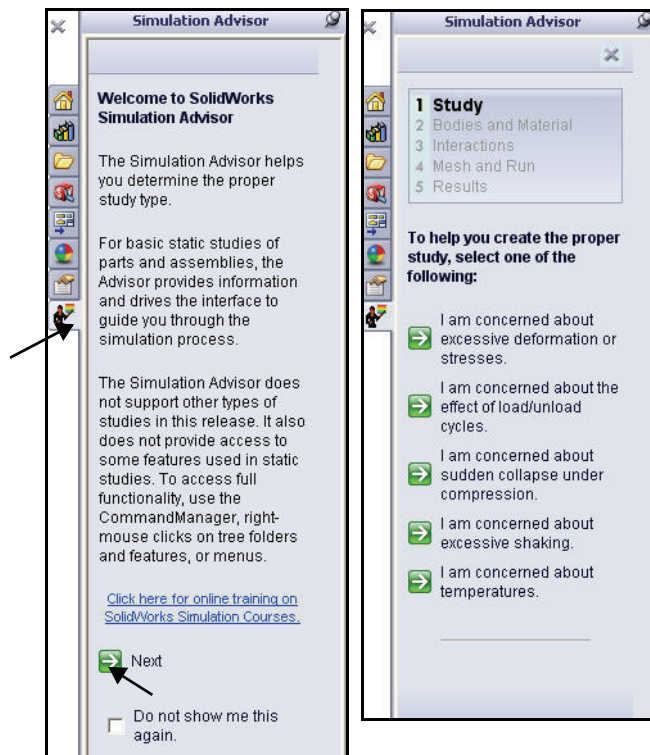 Simulation Advisor
Welcome to SolidWorks
Simulation Advisor
The Simulation Advisor helps
you determine the proper
study type.
For basic static studies of
parts and assemblies, the
Advisor provides information
and drives the interface to
guide you through the
simulation process.
The Simulation Advisor does
not support other types of
studies in this release. It also
does not provide access to
some features used in static
studies. To access full
functionality, use the
CommandManager, right-
mouse clicks on tree folders
and features, or menus.
Click here for online training on
SolidWorks Simulation Courses.
Next
Do not show me this
again.
Simulation Advisor
1 Study
2 Bodies and Material
3 Interactions
4 Mesh and Run
5 Results
To help you create the proper
study, select one of the
following:
I am concerned about
excessive deformation or
stresses.
I am concerned about the
effect of load/unload
cycles.
I am concerned about
sudden collapse under
compression.
I am concerned about
excessive shaking.
I am concerned about
temperatures.